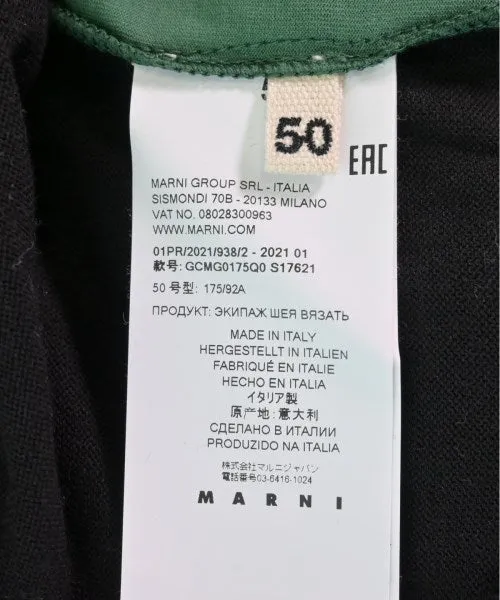 50
EAC
MARNI GROUP SRL - ITALIA
SISMONDI 70B - 20133 MILANO
VAT NO. 08028300963
WWW.MARNI.COM
01PR/2021/938/2 - 2021 01
款号: GCMG0175Q0 S17621
50 号型: 175/92A
ПРОДУКТ: ЭКИПАЖ ШЕЯ ВЯЗАТЬ
MADE IN ITALY
HERGESTELLT IN ITALIEN
FABRIQUÉ EN ITALIE
HECHO EN ITALIA
イタリア製
原产地: 意大利
СДЕЛАНО В ИТАЛИИ
PRODUZIDO NA ITALIA
株式会社マルニジャパン
電話番号03-6416-1024
MARNI